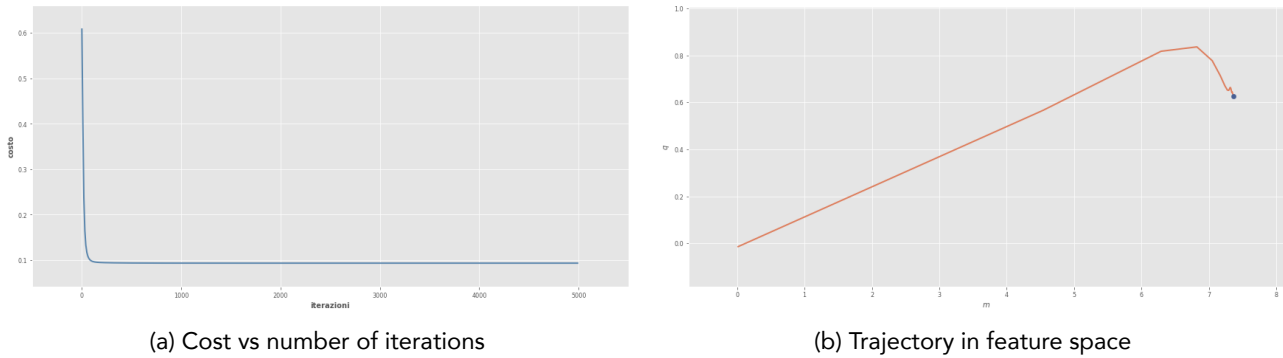 0.6
0.5
0.4
0.3
0.2
0.1
costo
0 1000 2000 3000 4000 5000
iterazioni
(a) Cost vs number of iterations
1.0
0.8
0.6
0.4
0.2
0.0
q
0 1 2 3 4 5 6 7 8
m
(b) Trajectory in feature space